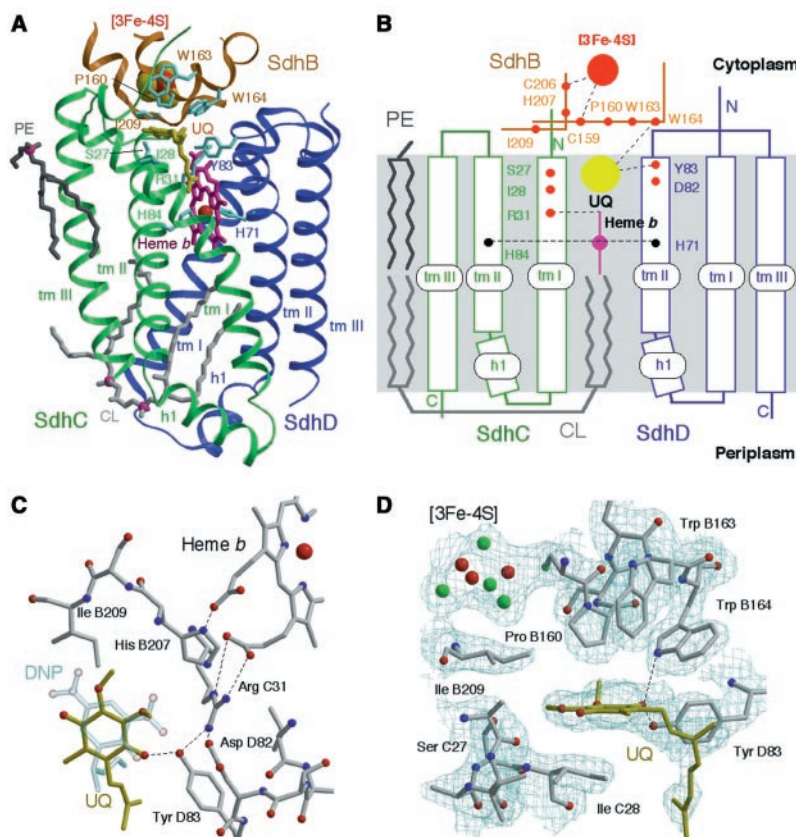 A
[3Fe-4S]
W163
SdhB
P160
W164
I209
UQ
PE
S27
I28
R31
Y83
H84
Heme b
H71
tm II
tm III
tm I
tm II
tm III
tm I
h1
h1
SdhC
CL
SdhD
B
[3Fe-4S]
SdhB
Cytoplasm
C206
H207
P160 W163
W164
PE
I209
N
C159
N
S27
I28
R31
UQ
Y83
D82
Heme b
H84
H71
tm III
tm II
tm I
tm II
tm I
tm III
h1
h1
C
C
SdhC
CL
SdhD
Periplasm
C
Heme b
Ile B209
His B207
DNP
Arg C31
Asp D82
UQ
Tyr D83
D
[3Fe-4S]
Trp B163
Trp B164
Pro B160
Ile B209
Ser C27
UQ
Tyr D83
Ile C28